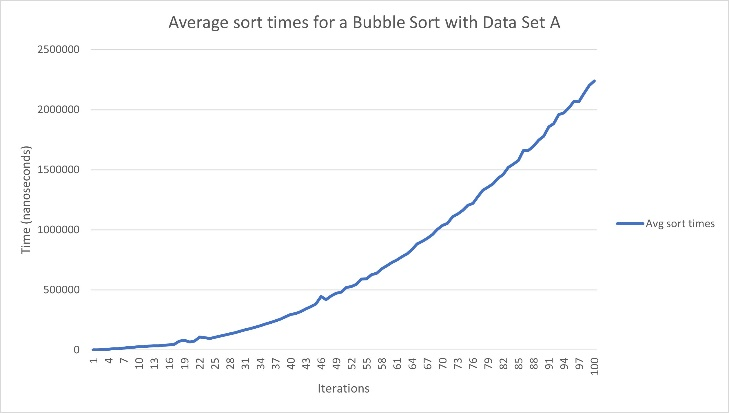 Average sort times for a Bubble Sort with Data Set A
2500000
2000000
1500000
1000000
500000
0
Time (nanoseconds)
1 4 7 10 13 16 19 22 25 28 31 34 37 40 43 46 49 52 55 58 61 64 67 70 73 76 79 82 85 88 91 94 97 100
Iterations
Avg sort times